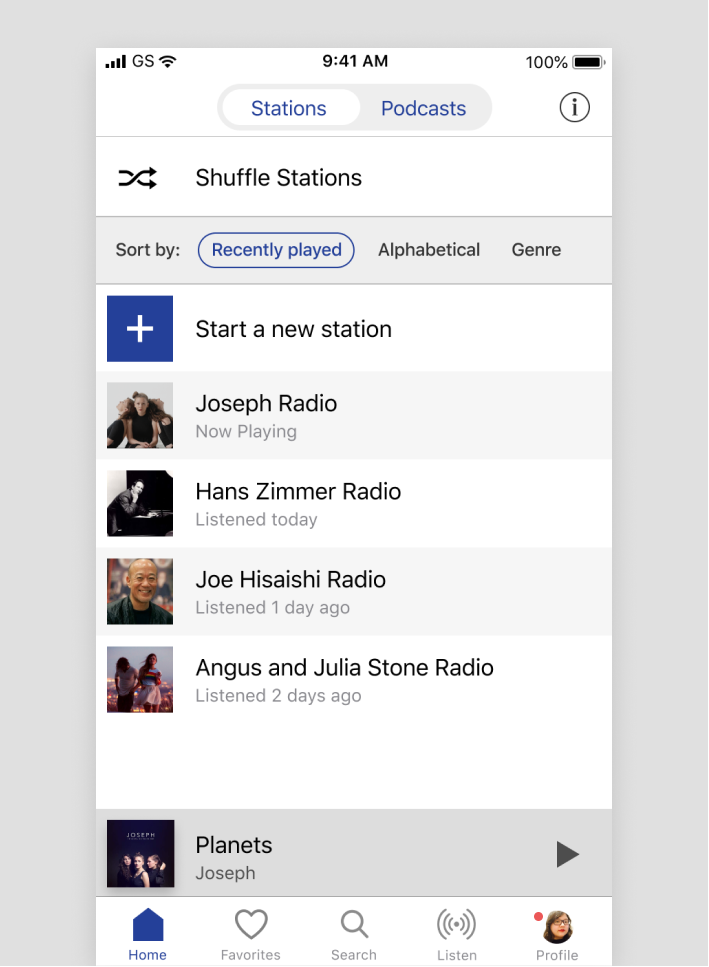 GS 9:41 AM 100%
Stations Podcasts
Shuffle Stations
Sort by: Recently played Alphabetical Genre
Start a new station
Joseph Radio
Now Playing
Hans Zimmer Radio
Listened today
Joe Hisaishi Radio
Listened 1 day ago
Angus and Julia Stone Radio
Listened 2 days ago
JOSEPH
Planets
Joseph
Home Favorites Search Listen Profile